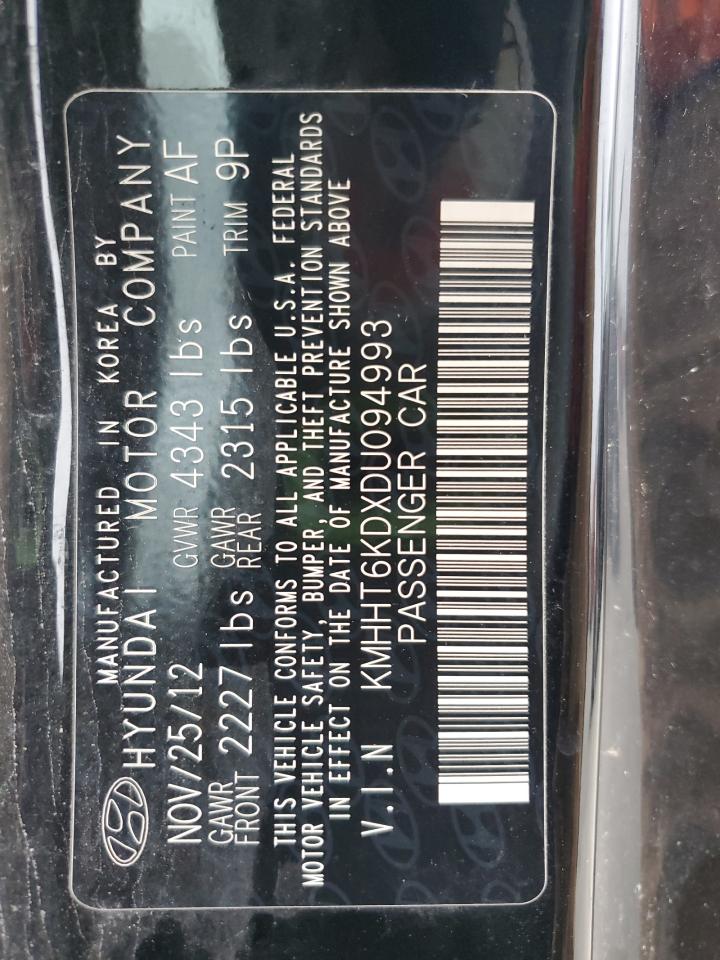 MANUFACTURED IN KOREA BY
HYUNDAI MOTOR COMPANY
NOV/25/12 GVWR 4343 lbs PAINT AF
GAWR FRONT 2227 lbs GAWR REAR 2315 lbs TRIM 9P
THIS VEHICLE CONFORMS TO ALL APPLICABLE U.S.A. FEDERAL
MOTOR VEHICLE SAFETY, BUMPER, AND THEFT PREVENTION STANDARDS
IN EFFECT ON THE DATE OF MANUFACTURE SHOWN ABOVE
V.I.N KMHHT6KDXDU094993
PASSENGER CAR